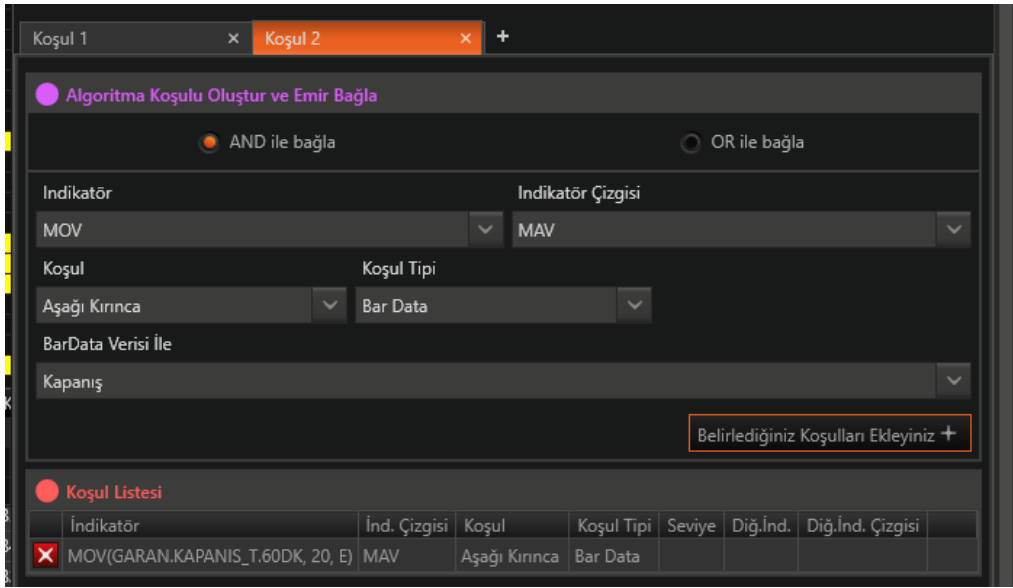 Koşul 1 × Koşul 2 × +
Algoritma Koşulu Oluştur ve Emir Bağla
AND ile bağla OR ile bağla
Indikatör Indikatör Çizgisi
MOV MAV
Koşul Koşul Tipi
Aşağı Kırınca Bar Data
BarData Verisi İle
Kapanış
Belirlediğiniz Koşulları Ekleyiniz +
Koşul Listesi
İndikatör İnd. Çizgisi Koşul Koşul Tipi Seviye Diğ.İnd. Diğ.İnd. Çizgisi
MOV(GARAN.KAPANIS_T.60DK, 20, E) MAV Aşağı Kırınca Bar Data